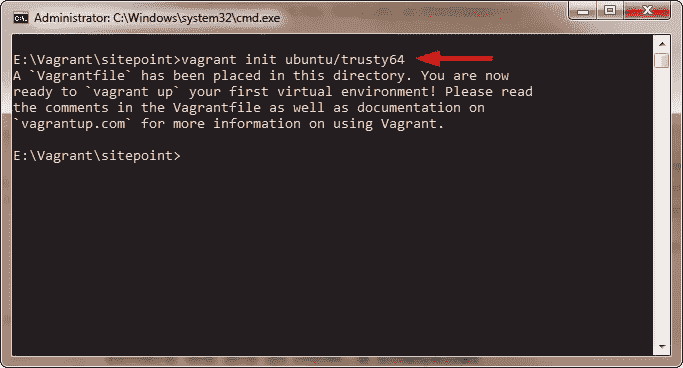 Administrator: C:\Windows\system32\cmd.exe
E:\Vagrant\sitepoint>vagrant init ubuntu/trusty64
A `Vagrantfile` has been placed in this directory. You are now
ready to `vagrant up` your first virtual environment! Please read
the comments in the Vagrantfile as well as documentation on
`vagrantup.com` for more information on using Vagrant.
E:\Vagrant\sitepoint>